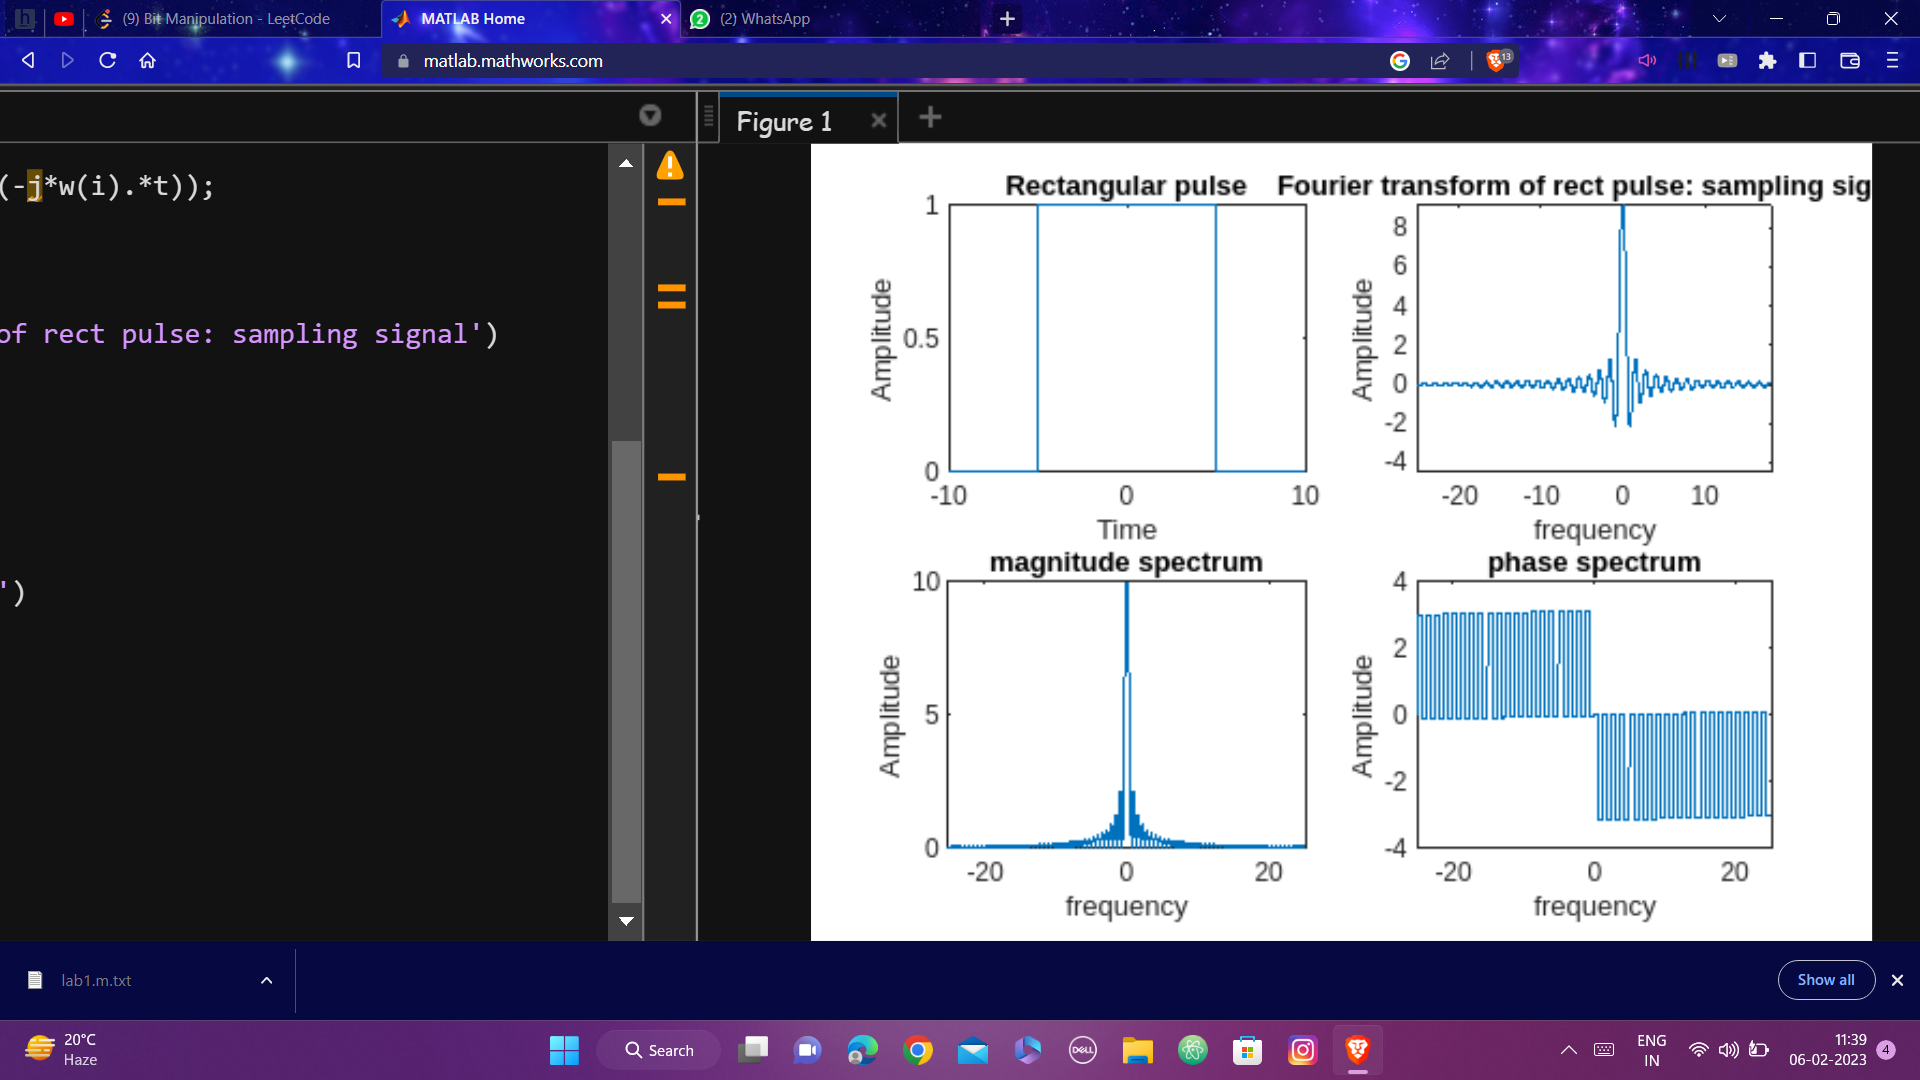 (9) Bit Manipulation - LeetCode
MATLAB Home
(2) WhatsApp
matlab.mathworks.com
13
Figure 1
(-j*w(i).*t));
of rect pulse: sampling signal')
')
Rectangular pulse
1
0.5
0
-10
0
10
Amplitude
Time
Fourier transform of rect pulse: sampling sig
8
6
4
2
0
-2
-4
-20
-10
0
10
Amplitude
frequency
magnitude spectrum
10
5
0
-20
0
20
Amplitude
frequency
phase spectrum
4
2
0
-2
-4
-20
0
20
Amplitude
frequency
lab1.m.txt
Show all
20°C
Haze
Search
DELL
ENG
IN
11:39
06-02-2023
4